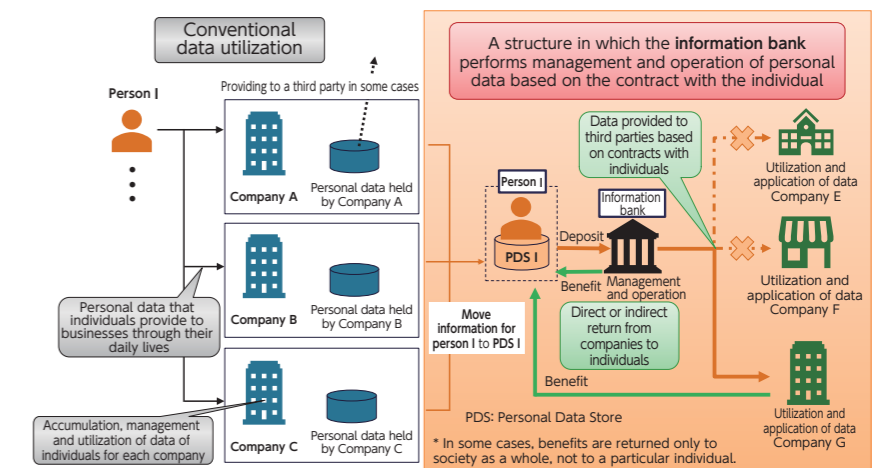 Conventional
data utilization
Providing to a third party in some cases
Person I
Company A
Personal data held
by Company A
Company B
Personal data held
by Company B
Personal data that
individuals provide to
businesses through their
daily lives
Company C
Personal data held
by Company C
Accumulation, management
and utilization of data of
individuals for each company
A structure in which the information bank
performs management and operation of personal
data based on the contract with the individual
Data provided to
third parties based
on contracts with
individuals
Person I
PDS I
Deposit
Information
bank
Benefit
Management
and operation
Move
information for
person I to PDS I
Direct or indirect
return from
companies to
individuals
Benefit
Utilization and
application of data
Company E
Utilization and
application of data
Company F
Utilization and
application of data
Company G
PDS: Personal Data Store
* In some cases, benefits are returned only to
society as a whole, not to a particular individual.